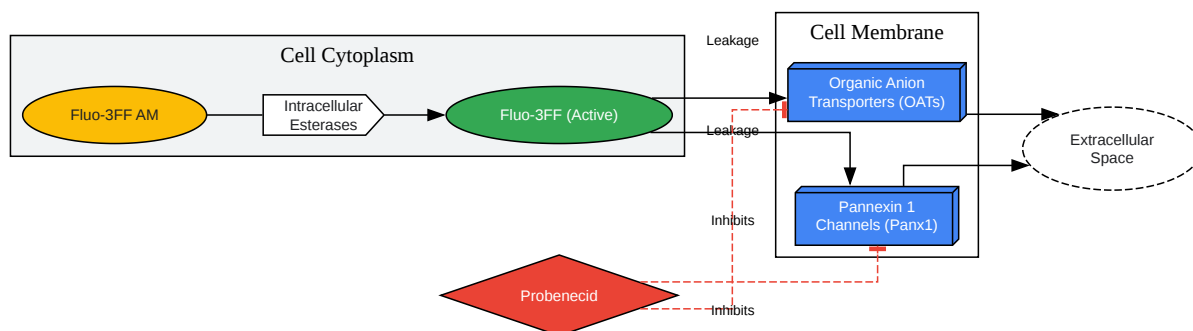 Cell Cytoplasm
Fluo-3FF AM
Intracellular
Esterases
Fluo-3FF (Active)
Leakage
Leakage
Cell Membrane
Organic Anion
Transporters (OATs)
Pannexin 1
Channels (Panx1)
Extracellular
Space
Inhibits
Inhibits
Probenecid